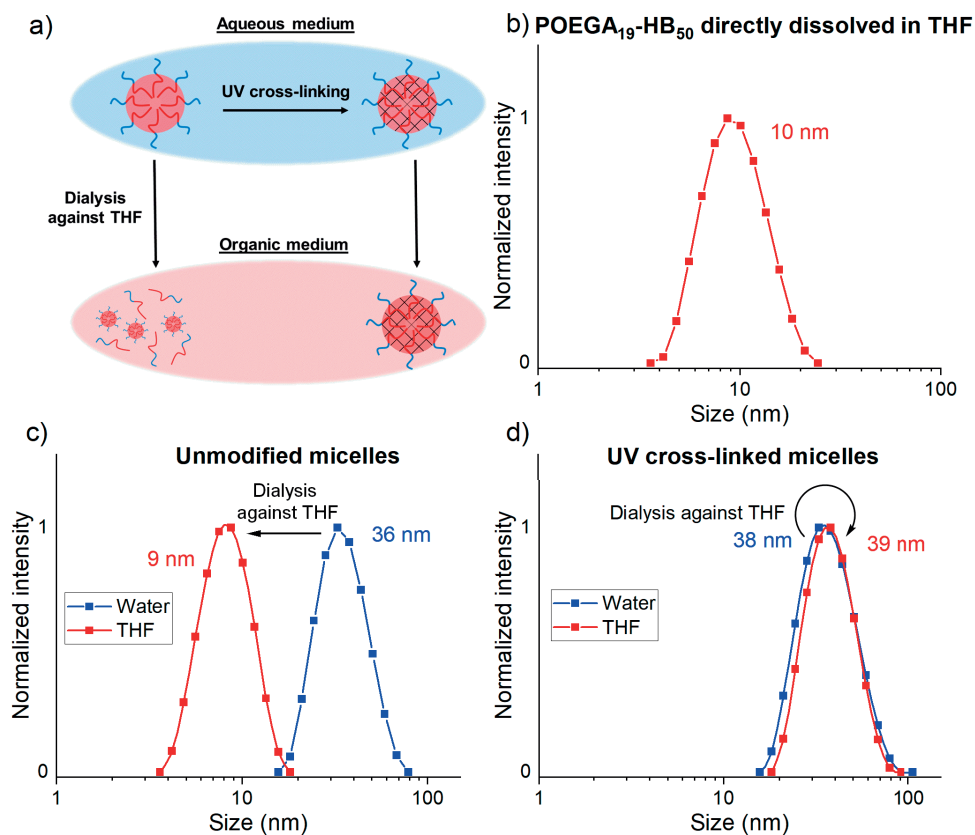 a)
Aqueous medium
UV cross-linking
Dialysis
against THF
Organic medium
b)
POEGA₁₉-HB₅₀ directly dissolved in THF
Normalized intensity
1
0
10 nm
1
10
100
Size (nm)
c)
Unmodified micelles
Dialysis
against THF
9 nm
36 nm
Water
THF
Normalized intensity
1
0
1
10
100
Size (nm)
d)
UV cross-linked micelles
Dialysis against THF
38 nm
39 nm
Water
THF
Normalized intensity
1
0
1
10
100
Size (nm)